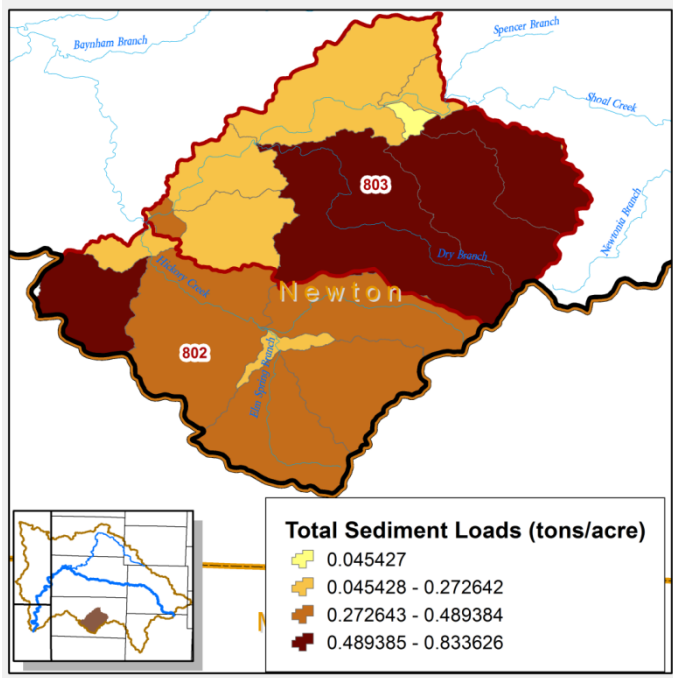 Baynham Branch
Spencer Branch
Shoal Creek
803
Newtonia Branch
Dry Branch
Hickory Creek
Newton
802
Elm Spring Branch
Total Sediment Loads (tons/acre)
0.045427
0.045428 - 0.272642
0.272643 - 0.489384
0.489385 - 0.833626